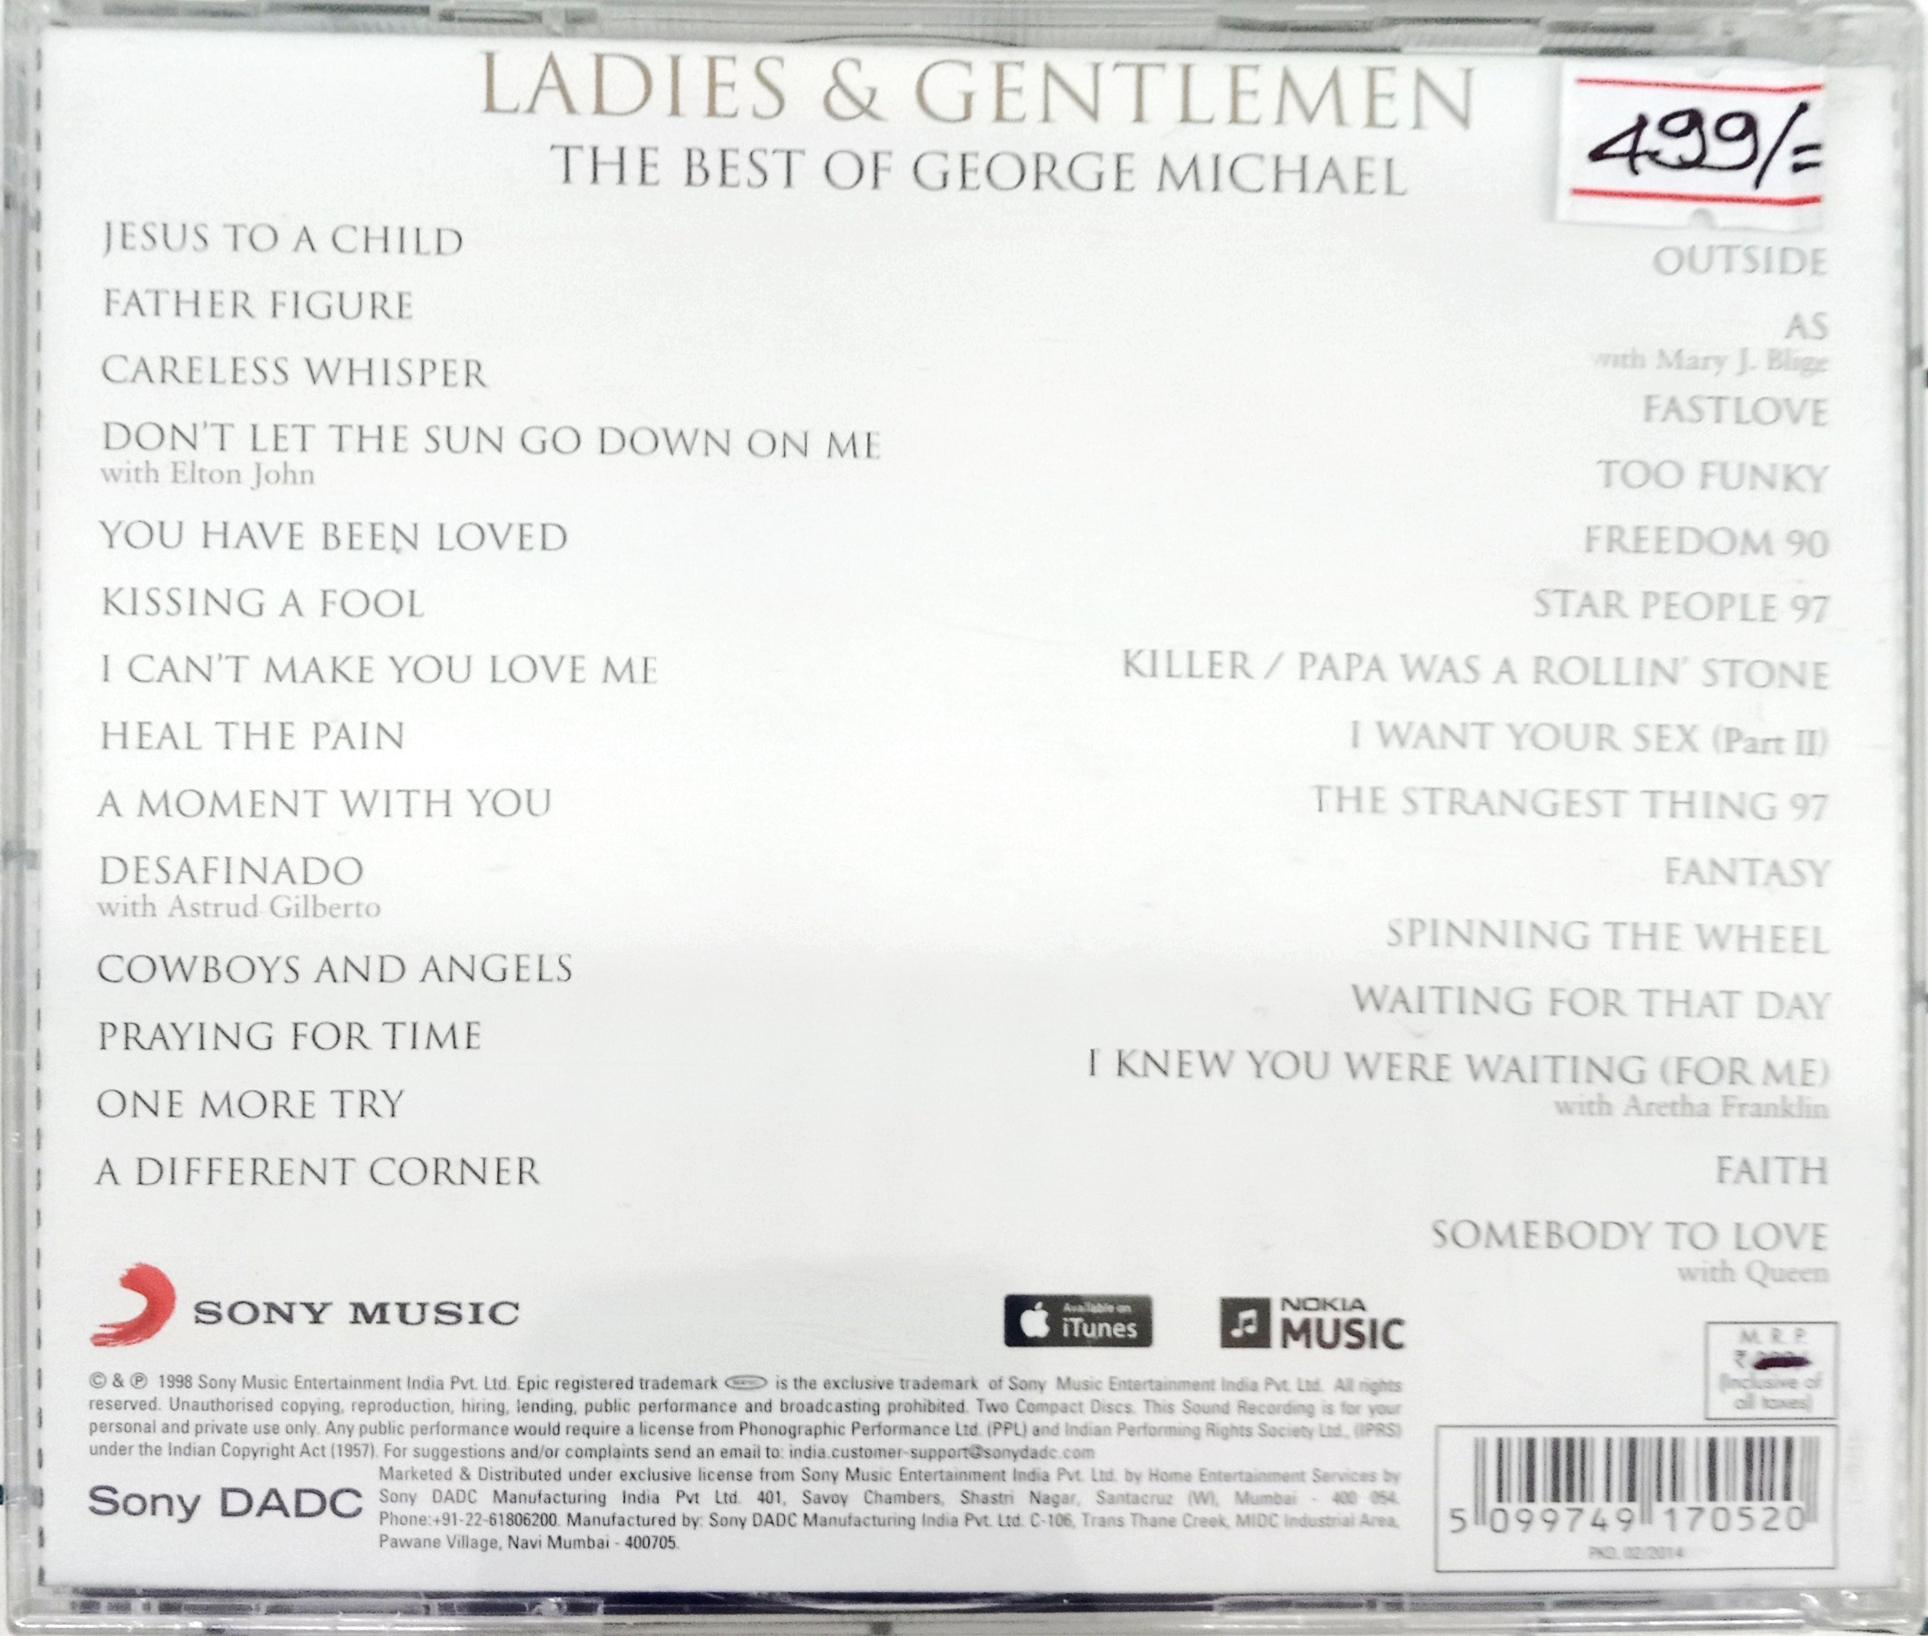 LADIES & GENTLEMEN
THE BEST OF GEORGE MICHAEL
499/=
JESUS TO A CHILD
FATHER FIGURE
CARELESS WHISPER
DON'T LET THE SUN GO DOWN ON ME
with Elton John
YOU HAVE BEEN LOVED
KISSING A FOOL
I CAN'T MAKE YOU LOVE ME
HEAL THE PAIN
A MOMENT WITH YOU
DESAFINADO
with Astrud Gilberto
COWBOYS AND ANGELS
PRAYING FOR TIME
ONE MORE TRY
A DIFFERENT CORNER
OUTSIDE
AS
with Mary J. Blige
FASTLOVE
TOO FUNKY
FREEDOM 90
STAR PEOPLE 97
KILLER / PAPA WAS A ROLLIN' STONE
I WANT YOUR SEX (Part II)
THE STRANGEST THING 97
FANTASY
SPINNING THE WHEEL
WAITING FOR THAT DAY
I KNEW YOU WERE WAITING (FOR ME)
with Aretha Franklin
FAITH
SOMEBODY TO LOVE
with Queen
SONY MUSIC
Available on
iTunes
NOKIA
MUSIC
M. R. P.
₹
(Inclusive of
all taxes)
© & ℗ 1998 Sony Music Entertainment India Pvt. Ltd. Epic registered trademark is the exclusive trademark of Sony Music Entertainment India Pvt. Ltd. All rights
reserved. Unauthorised copying, reproduction, hiring, lending, public performance and broadcasting prohibited. Two Compact Discs. This Sound Recording is for your
personal and private use only. Any public performance would require a license from Phonographic Performance Ltd. (PPL) and Indian Performing Rights Society Ltd., (IPRS)
under the Indian Copyright Act (1957). For suggestions and/or complaints send an email to: india.customer-support@sonydadc.com
Sony DADC
Marketed & Distributed under exclusive license from Sony Music Entertainment India Pvt. Ltd. by Home Entertainment Services by
Sony DADC Manufacturing India Pvt Ltd. 401, Savoy Chambers, Shastri Nagar, Santacruz (W), Mumbai - 400 054.
Phone:+91-22-61806200. Manufactured by: Sony DADC Manufacturing India Pvt. Ltd. C-106, Trans Thane Creek, MIDC Industrial Area,
Pawane Village, Navi Mumbai - 400705.
5 099749 170520
PKD. 02/2014